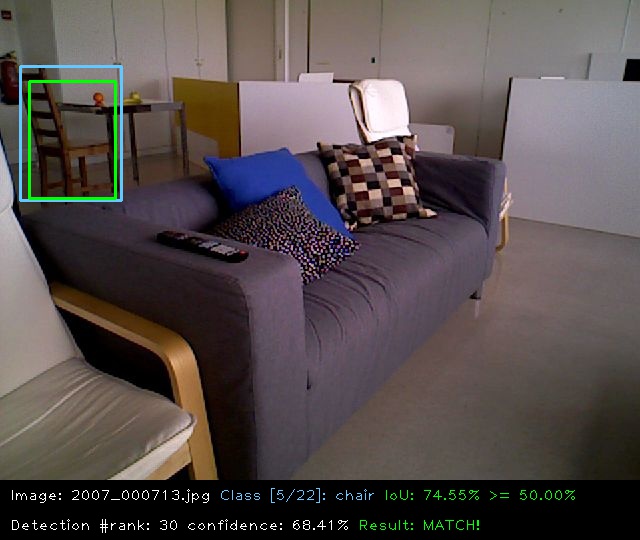 Image: 2007_000713.jpg Class [5/22]: chair IoU: 74.55% >= 50.00%
Detection #rank: 30 confidence: 68.41% Result: MATCH!